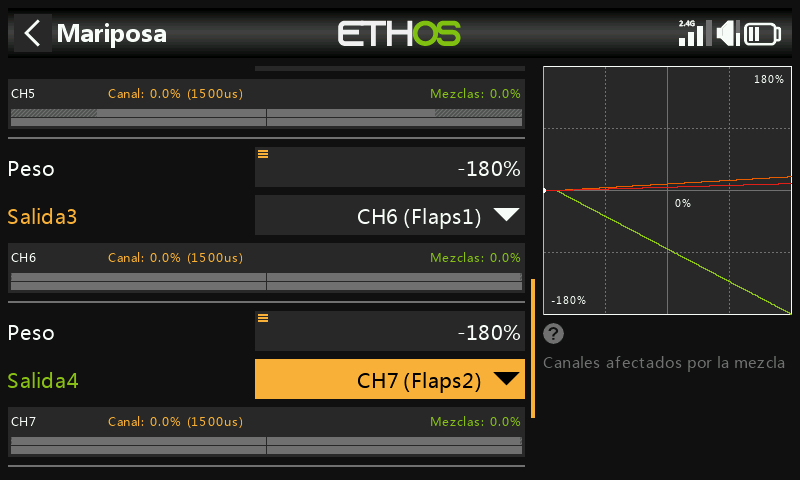 Mariposa
ETHOS
2.4G
CH5 Canal: 0.0% (1500us) Mezclas: 0.0%
Peso -180%
Salida3 CH6 (Flaps1)
CH6 Canal: 0.0% (1500us) Mezclas: 0.0%
Peso -180%
Salida4 CH7 (Flaps2)
CH7 Canal: 0.0% (1500us) Mezclas: 0.0%
180%
0%
-180%
?
Canales afectados por la mezcla